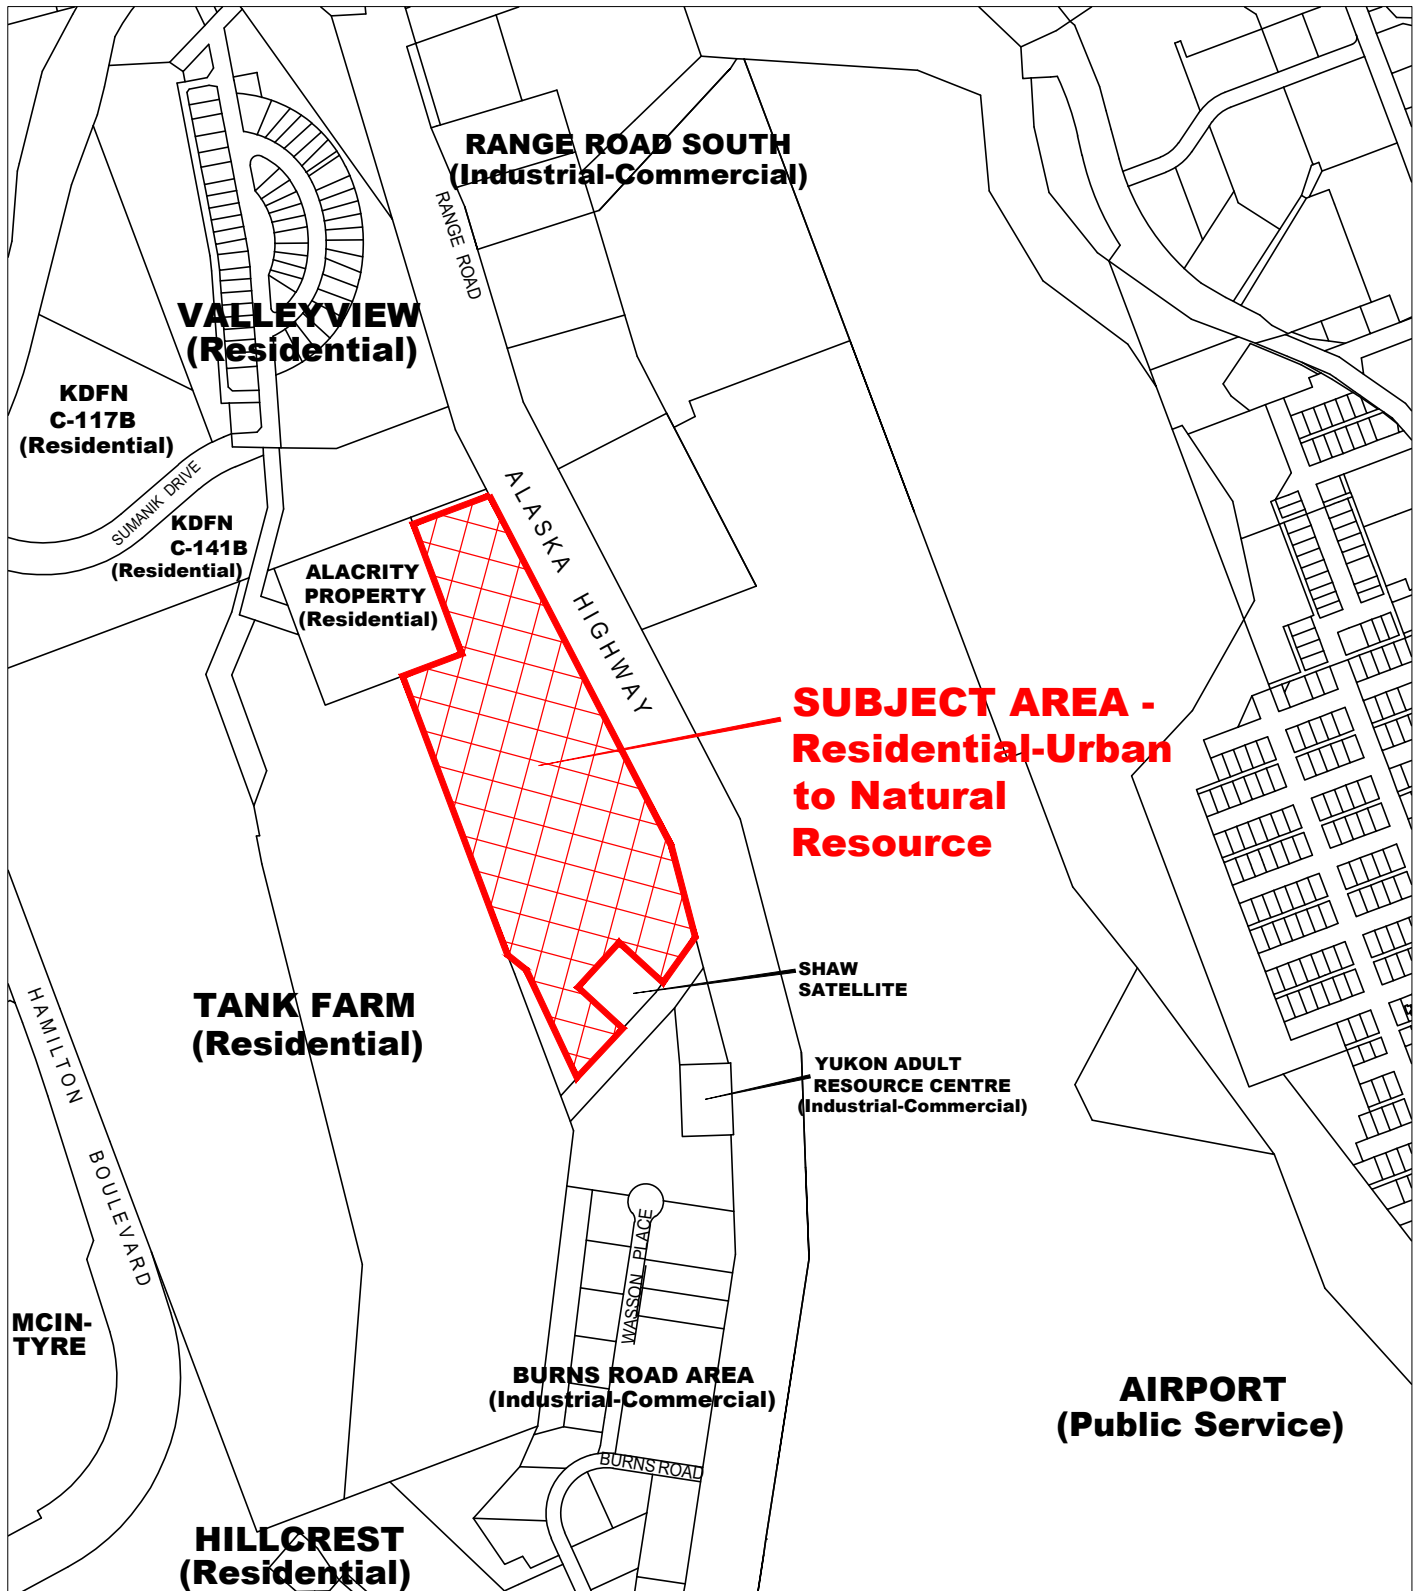 RANGE ROAD SOUTH
(Industrial-Commercial)
RANGE ROAD
VALLEYVIEW
(Residential)
KDFN
C-117B
(Residential)
SUMANIK DRIVE
KDFN
C-141B
(Residential)
ALACRITY
PROPERTY
(Residential)
ALASKA HIGHWAY
SUBJECT AREA -
Residential-Urban
to Natural
Resource
SHAW
SATELLITE
TANK FARM
(Residential)
HAMILTON BOULEVARD
YUKON ADULT
RESOURCE CENTRE
(Industrial-Commercial)
WASSON PLACE
MCIN-
TYRE
BURNS ROAD AREA
(Industrial-Commercial)
AIRPORT
(Public Service)
BURNS ROAD
HILLCREST
(Residential)